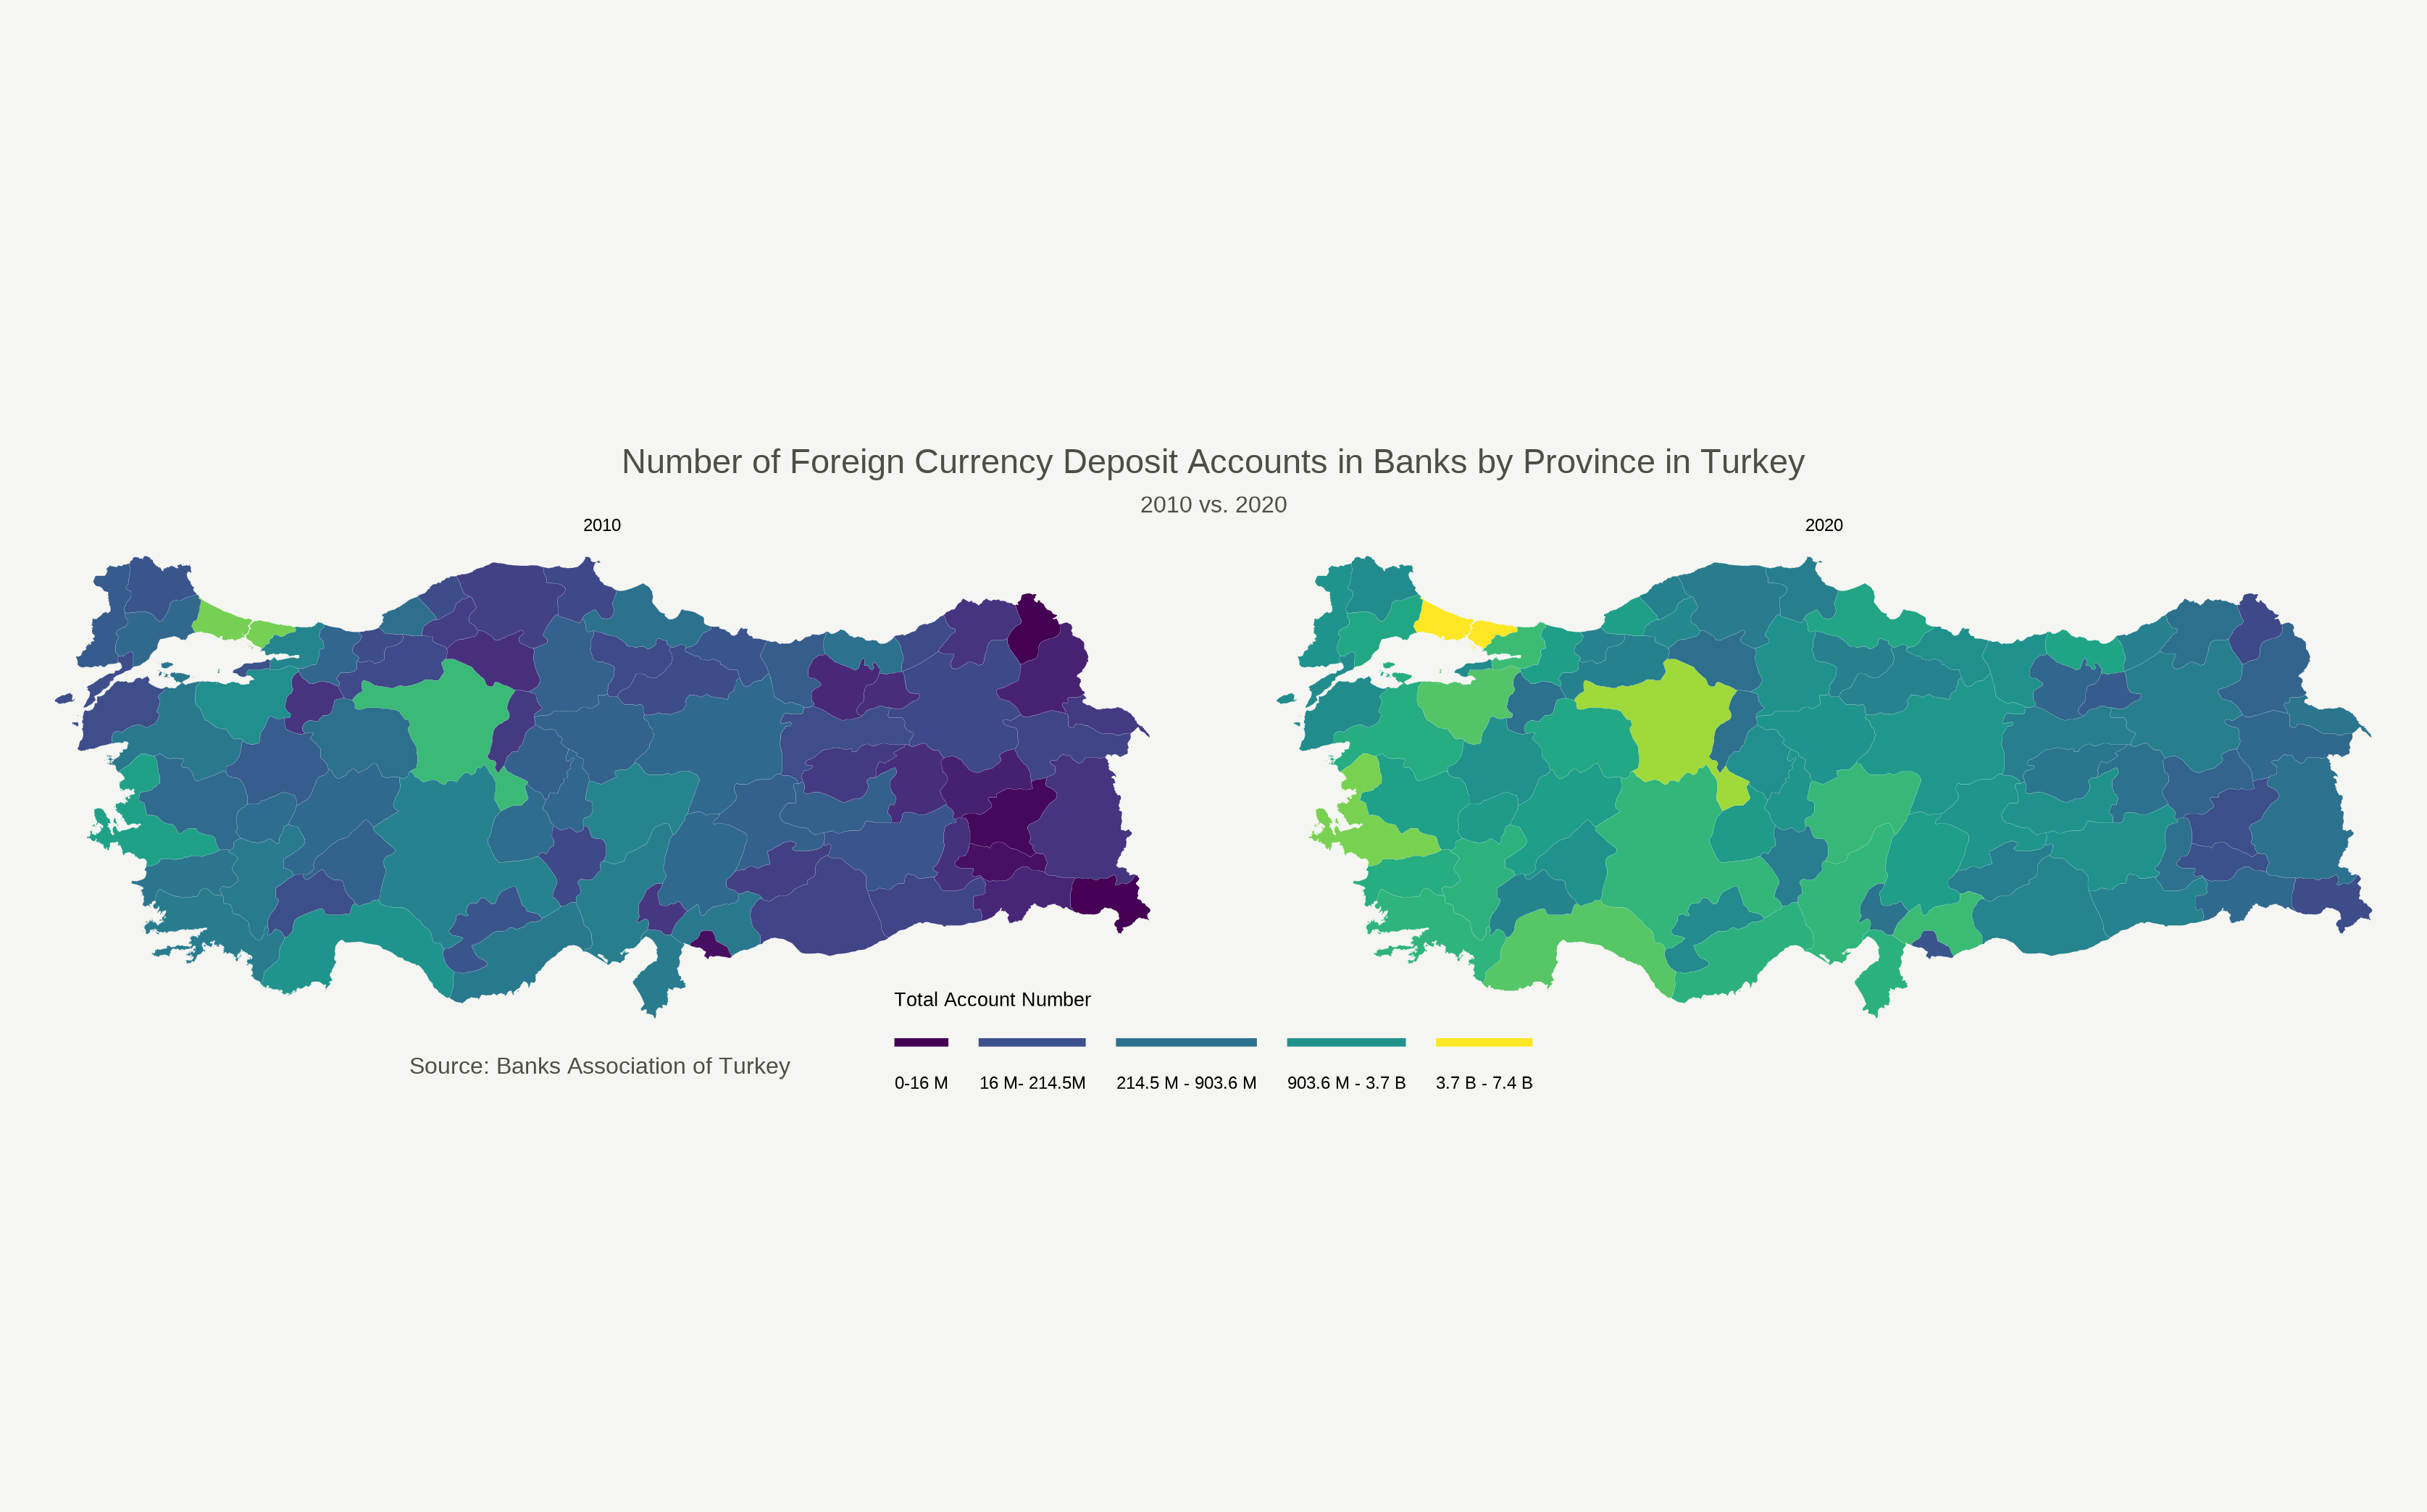 Number of Foreign Currency Deposit Accounts in Banks by Province in Turkey
2010 vs. 2020
2010
2020
Total Account Number
0-16 M
16 M- 214.5M
214.5 M - 903.6 M
903.6 M - 3.7 B
3.7 B - 7.4 B
Source: Banks Association of Turkey